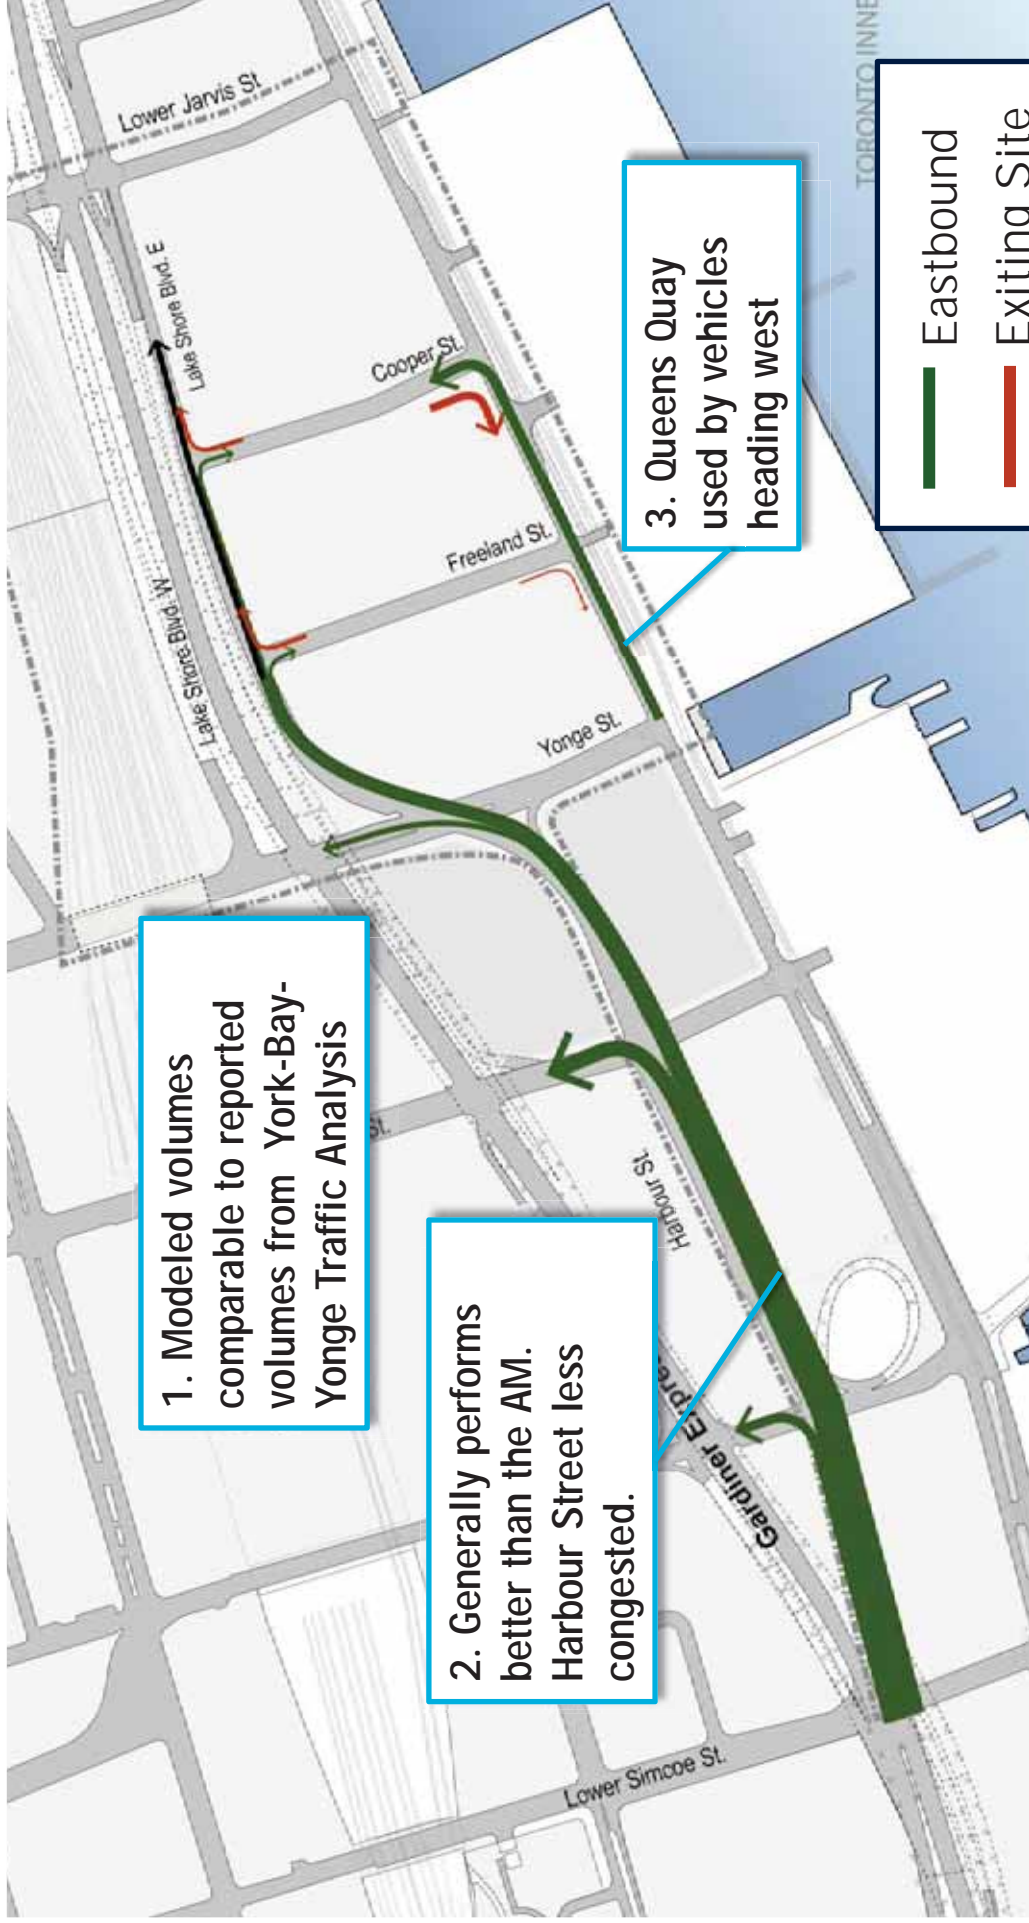 Lower Jarvis St
Lake Shore Blvd. E
Lake Shore Blvd. W
Cooper St.
Freeland St.
Yonge St.
St.
Harbour St.
Lower Simcoe St.
1. Modeled volumes
comparable to reported
volumes from York-Bay-
Yonge Traffic Analysis
2. Generally performs
better than the AM.
Harbour Street less
congested.
Gardiner Expre
3. Queens Quay
used by vehicles
heading west
TORONTO INNE
Eastbound
Exiting Site